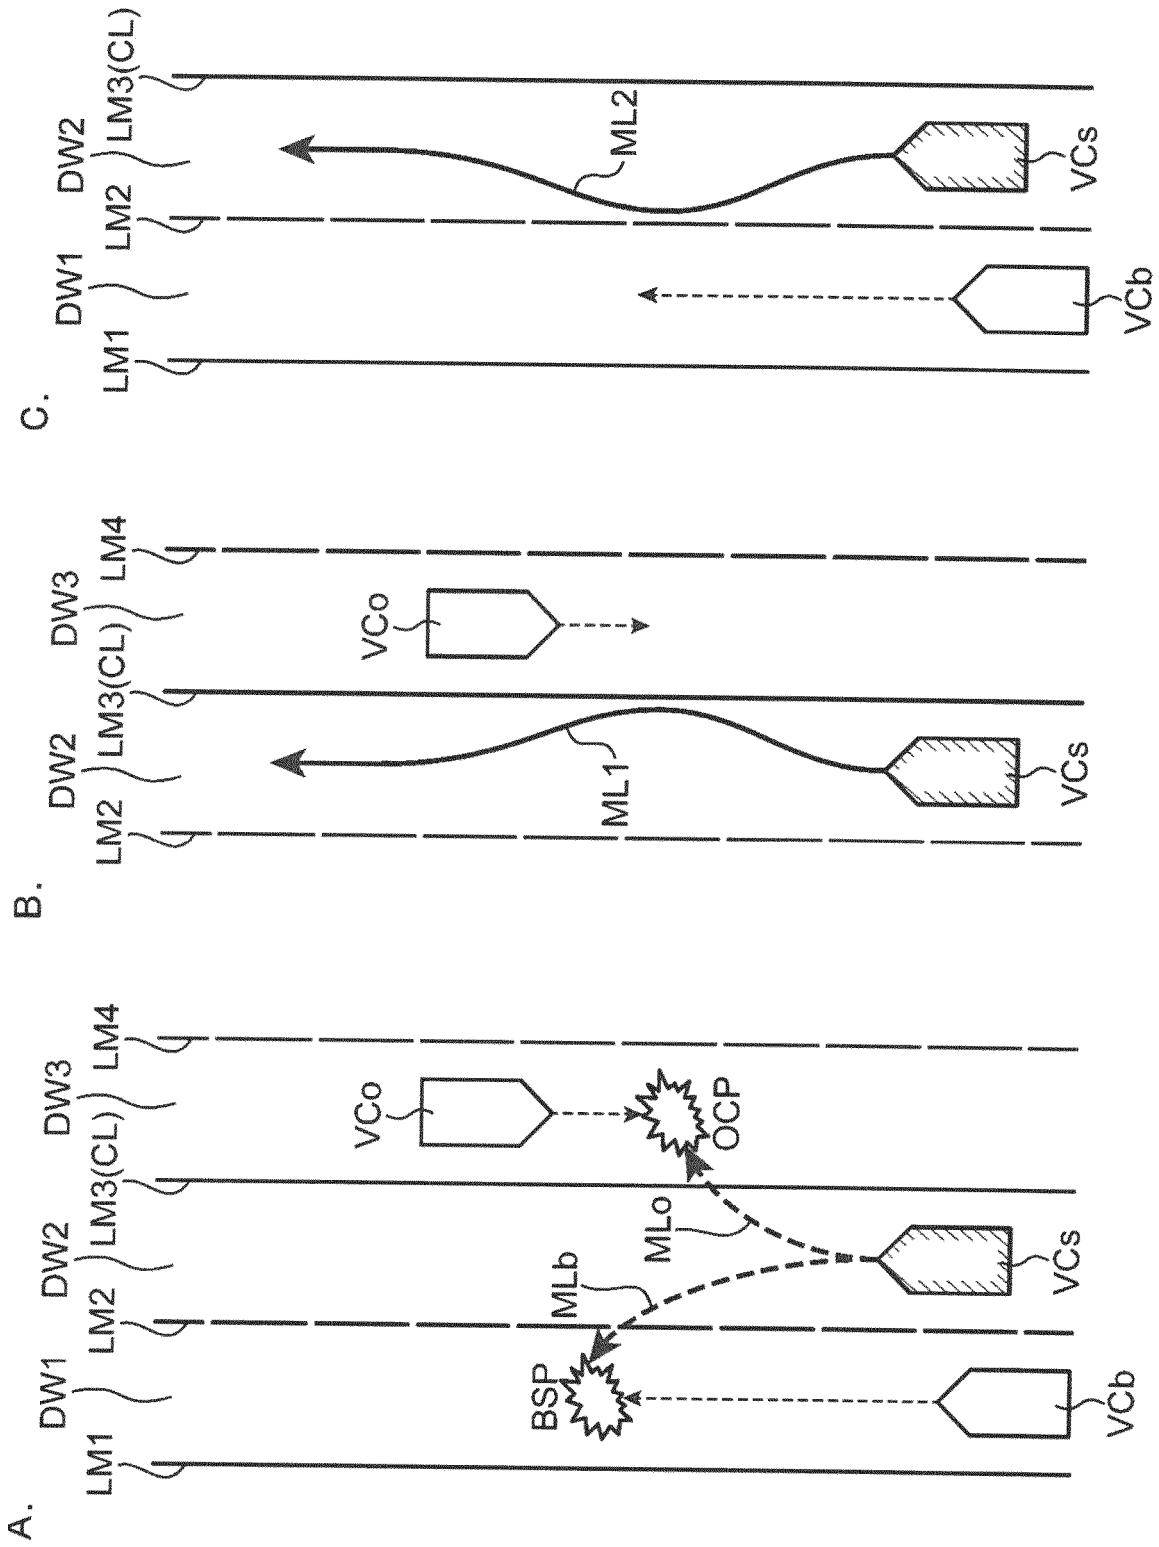 A.
LM1
DW1
LM2
DW2
LM3(CL)
DW3
LM4
VCo
BSP
MLb
MLo
OCP
VCb
VCs
B.
LM2
DW2
LM3(CL)
DW3
LM4
VCo
ML1
VCs
C.
LM1
DW1
LM2
DW2
LM3(CL)
ML2
VCb
VCs